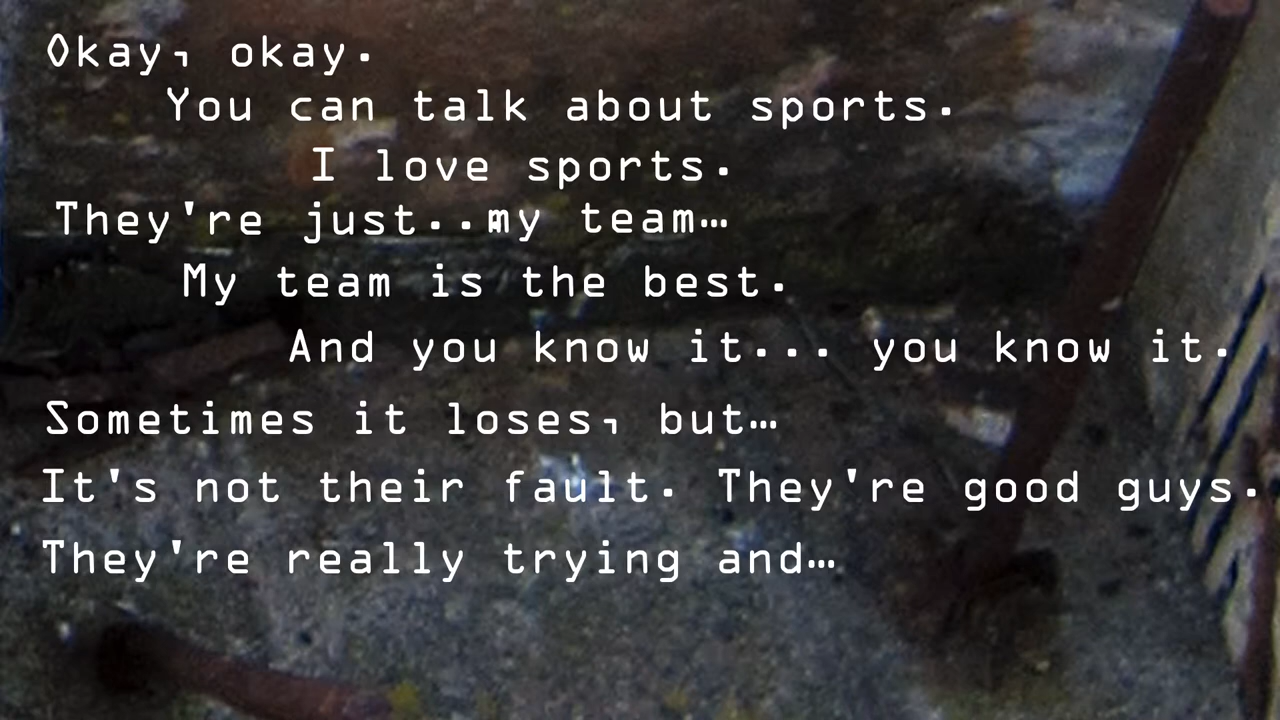 Okay, okay.
You can talk about sports.
I love sports.
They're just..my team…
My team is the best.
And you know it... you know it.
Sometimes it loses, but…
It's not their fault. They're good guys.
They're really trying and…